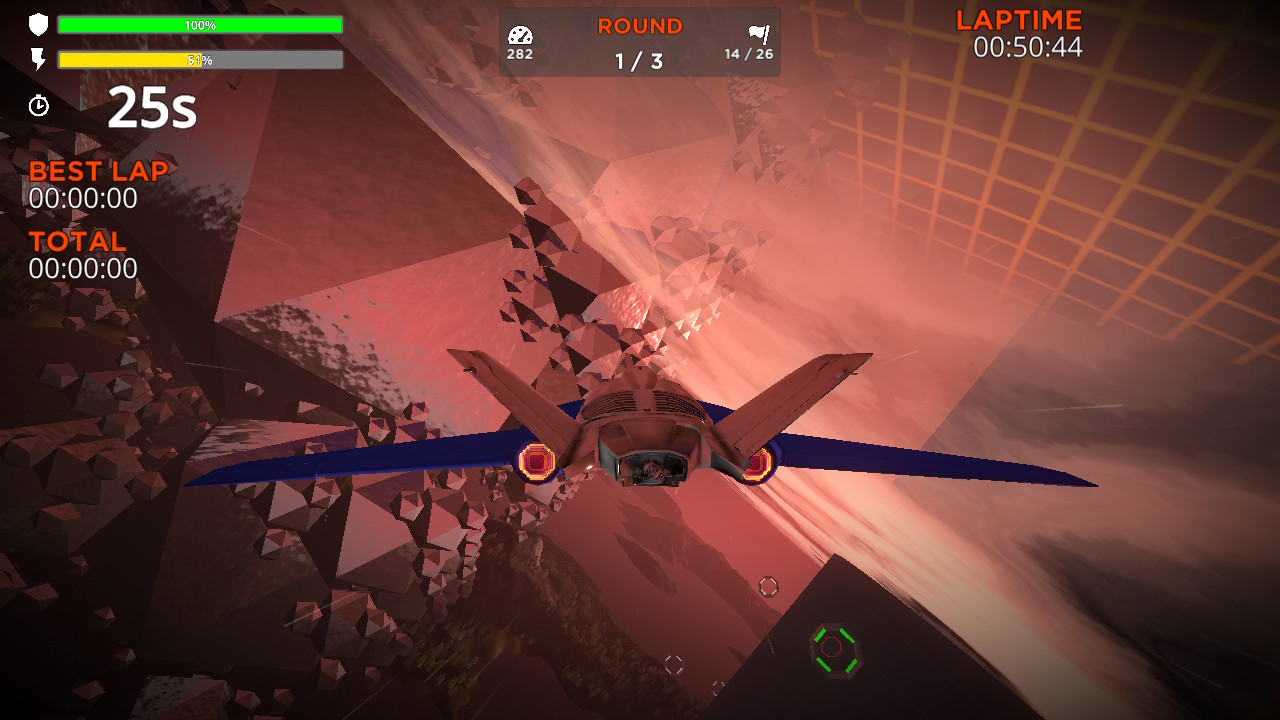 100%
51%
25s
BEST LAP
00:00:00
TOTAL
00:00:00
282
ROUND
1 / 3
14 / 26
LAPTIME
00:50:44